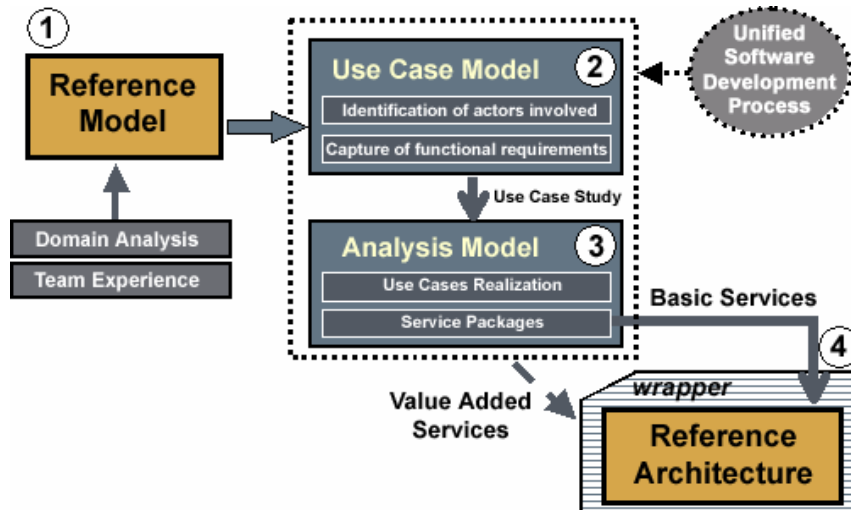 1
Reference
Model
Domain Analysis
Team Experience
Use Case Model
2
Identification of actors involved
Capture of functional requirements
Use Case Study
Analysis Model
3
Use Cases Realization
Service Packages
Unified
Software
Development
Process
Basic Services
4
Value Added
Services
wrapper
Reference
Architecture